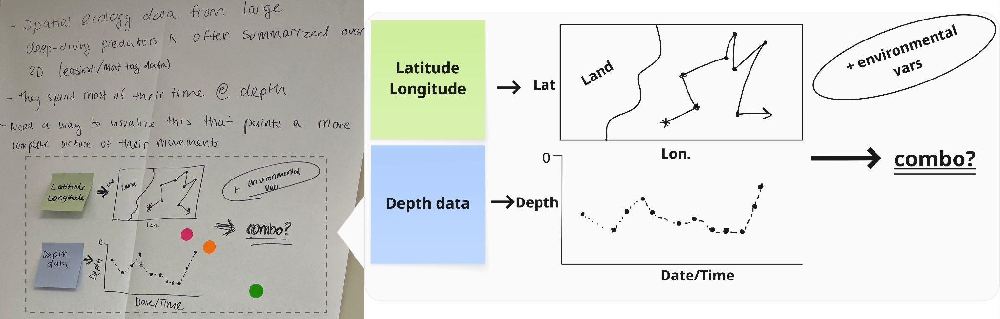 - Spatial ecology data from large
deep-diving predators is often summarized over
2D (easiest/most tag data)
- They spend most of their time @ depth
- Need a way to visualize this that paints a more
complete picture of their movements
Latitude
Longitude
Lat
Land
Lon.
+ environmental
vars
combo?
Depth
data
0
Depth
Date/Time
Latitude
Longitude
Lat
Land
Lon.
+ environmental
vars
combo?
Depth data
0
Depth
Date/Time